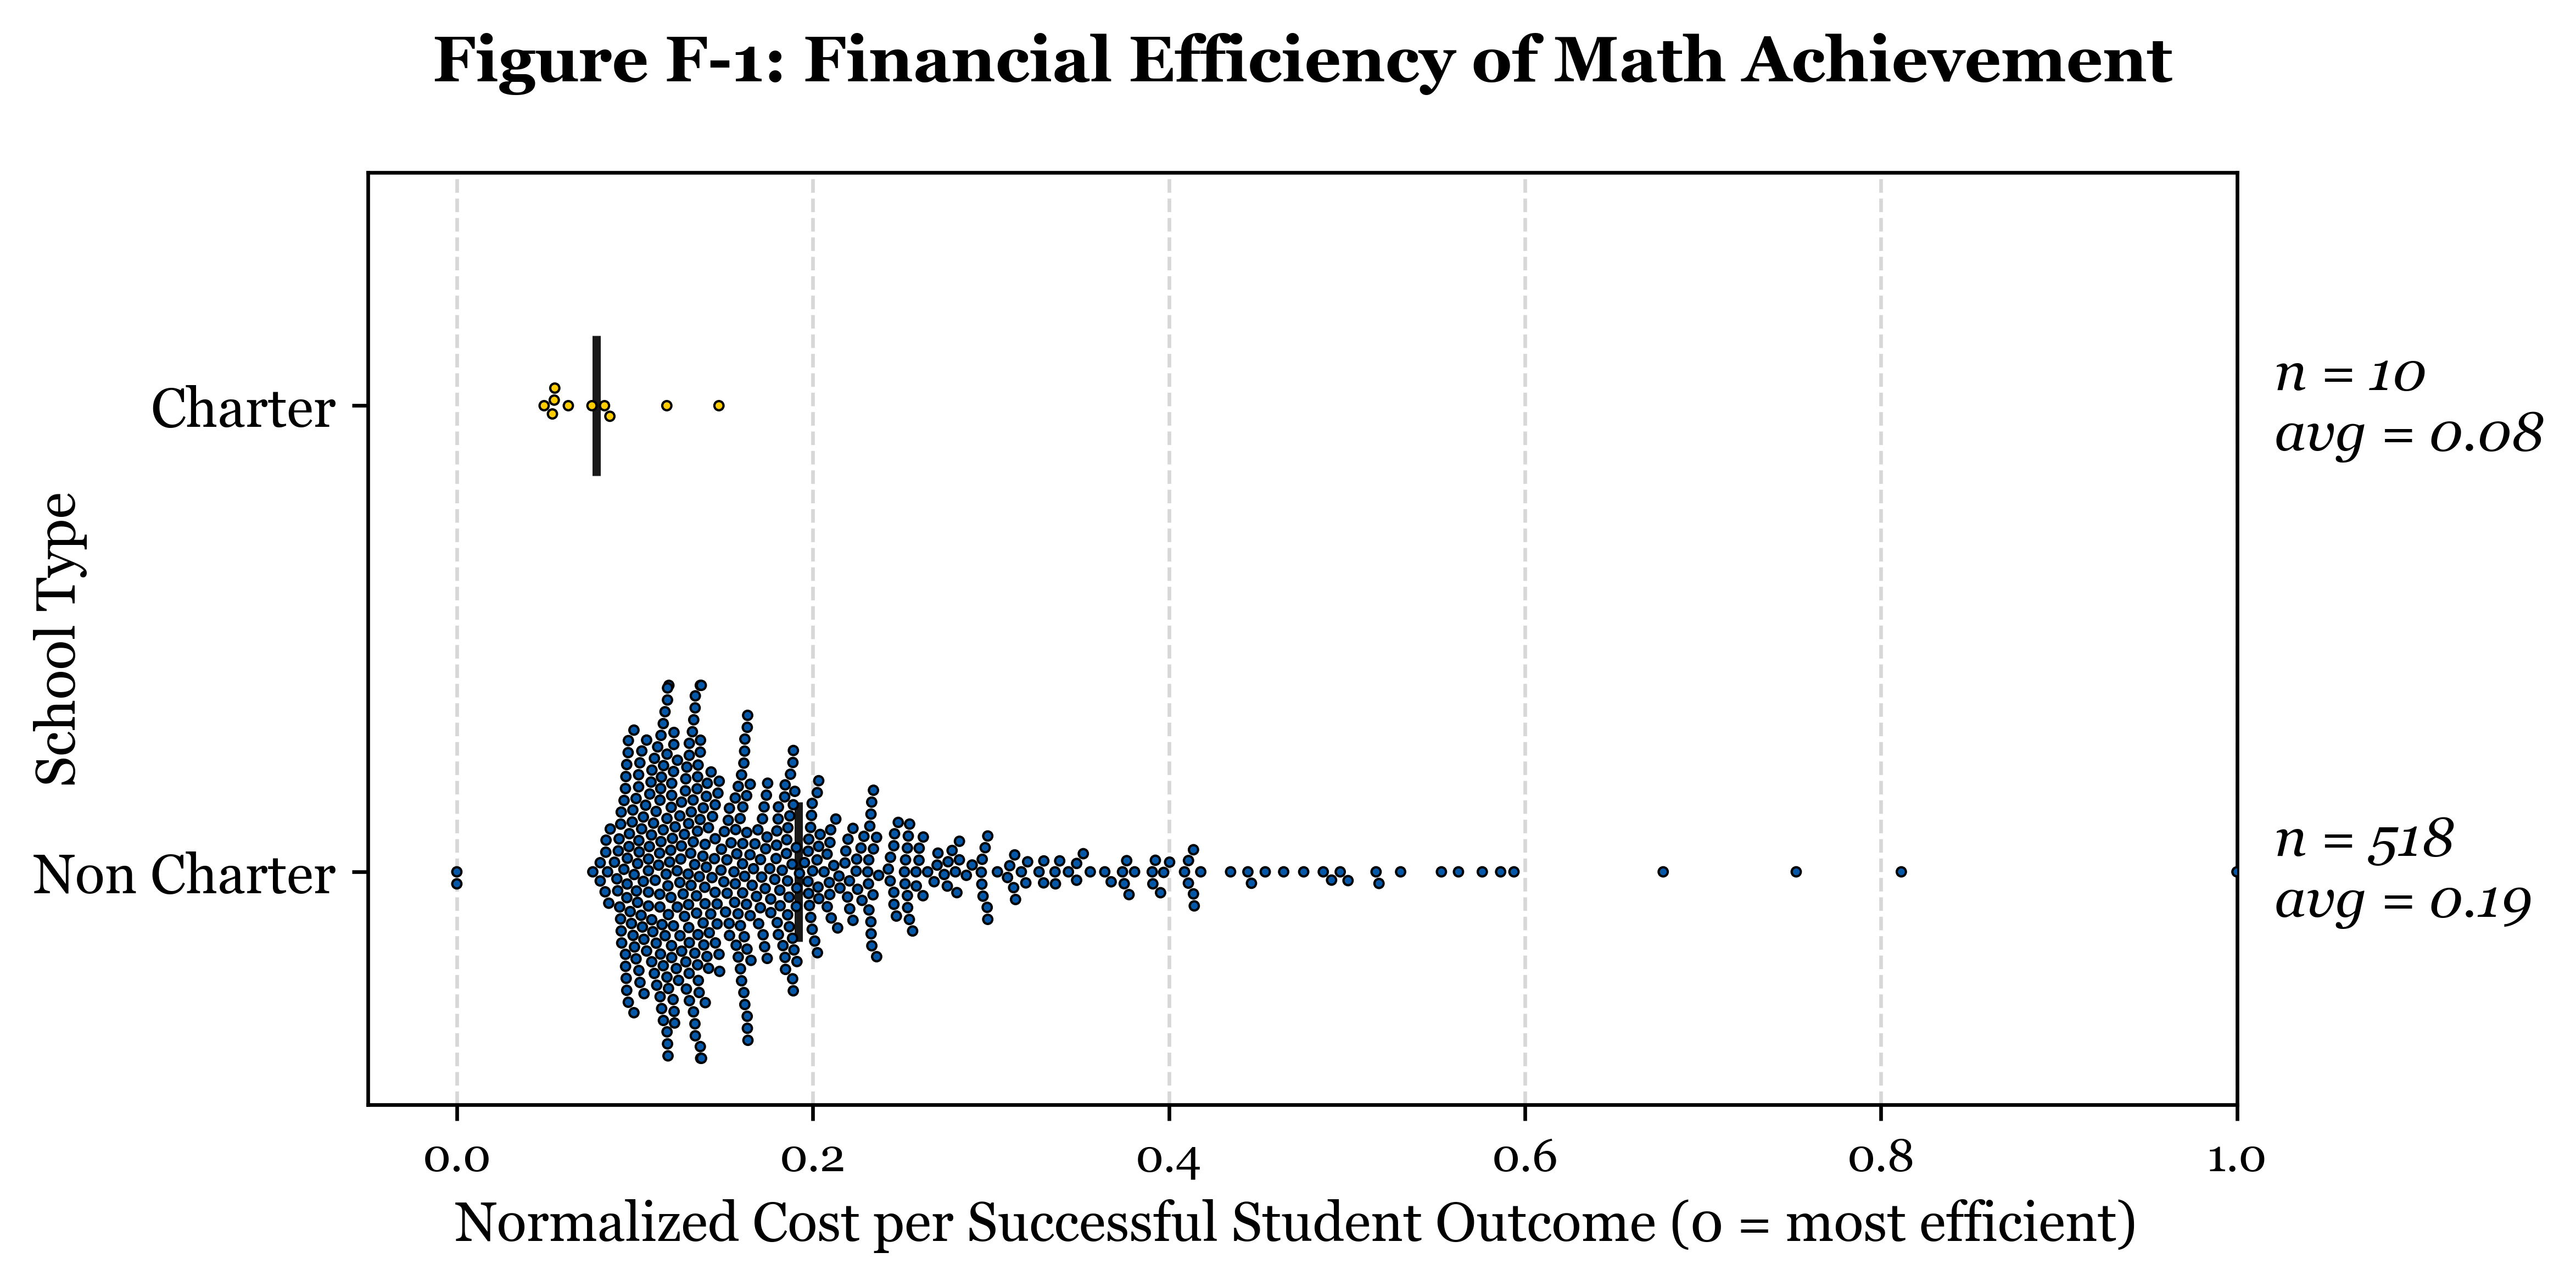 Figure F-1: Financial Efficiency of Math Achievement
School Type
Charter
n = 10
avg = 0.08
Non Charter
n = 518
avg = 0.19
0.0 0.2 0.4 0.6 0.8 1.0
Normalized Cost per Successful Student Outcome (0 = most efficient)